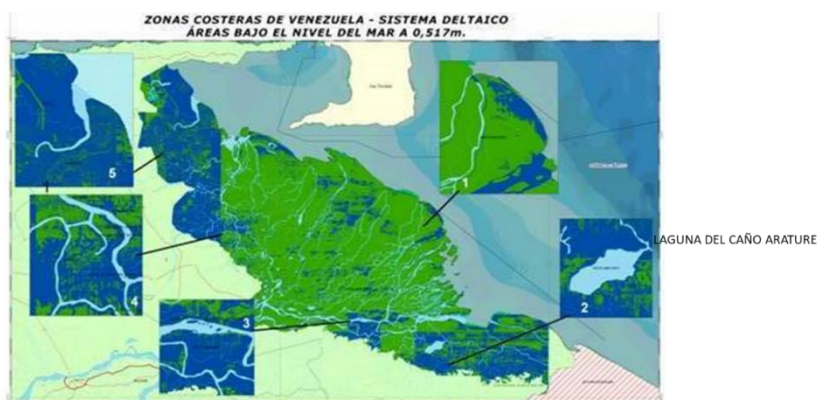 ZONAS COSTERAS DE VENEZUELA - SISTEMA DELTAICO
ÁREAS BAJO EL NIVEL DEL MAR A 0,517m.
5
1
4
LAGUNA DEL CAÑO ARATURE
3
2